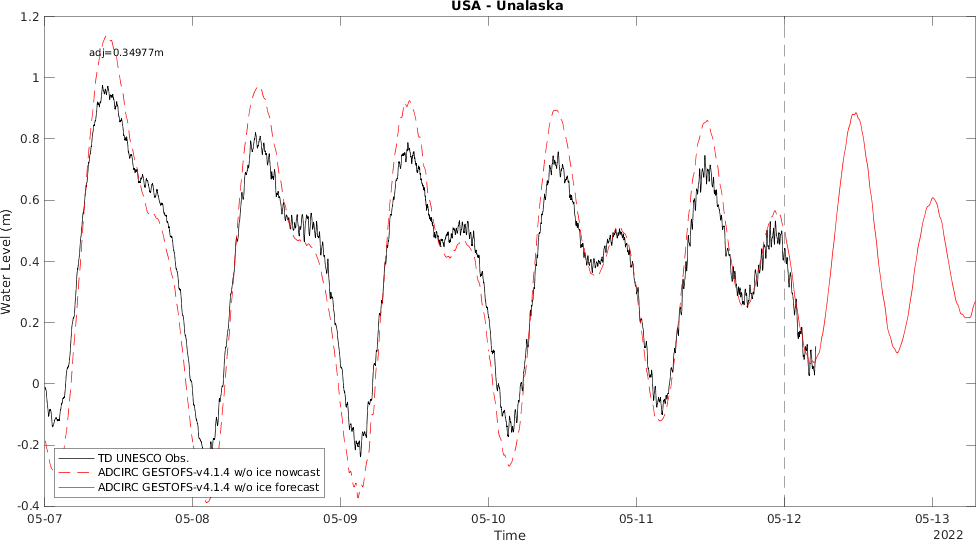 USA - Unalaska
1.2
adj=0.34977m
1
0.8
0.6
0.4
0.2
0
-0.2
-0.4
Water Level (m)
TD UNESCO Obs.
ADCIRC GESTOFS-v4.1.4 w/o ice nowcast
ADCIRC GESTOFS-v4.1.4 w/o ice forecast
05-07 05-08 05-09 05-10 05-11 05-12 05-13
Time
2022